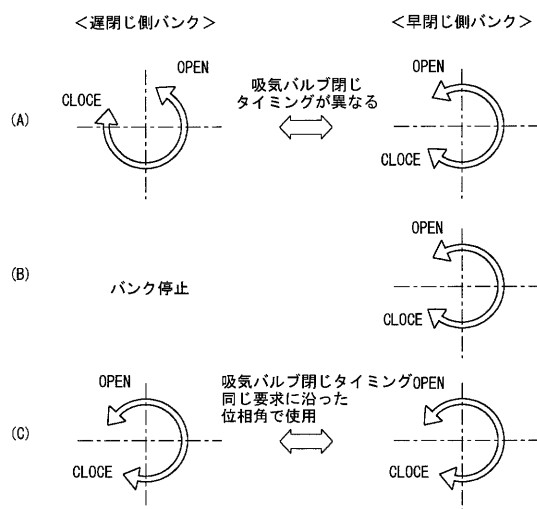 ＜遅閉じ側バンク＞
＜早閉じ側バンク＞
(A)
OPEN
CLOCE
吸気バルブ閉じ
タイミングが異なる
OPEN
CLOCE
(B)
バンク停止
OPEN
CLOCE
(C)
OPEN
CLOCE
吸気バルブ閉じタイミング
同じ要求に沿った
位相角で使用
OPEN
CLOCE